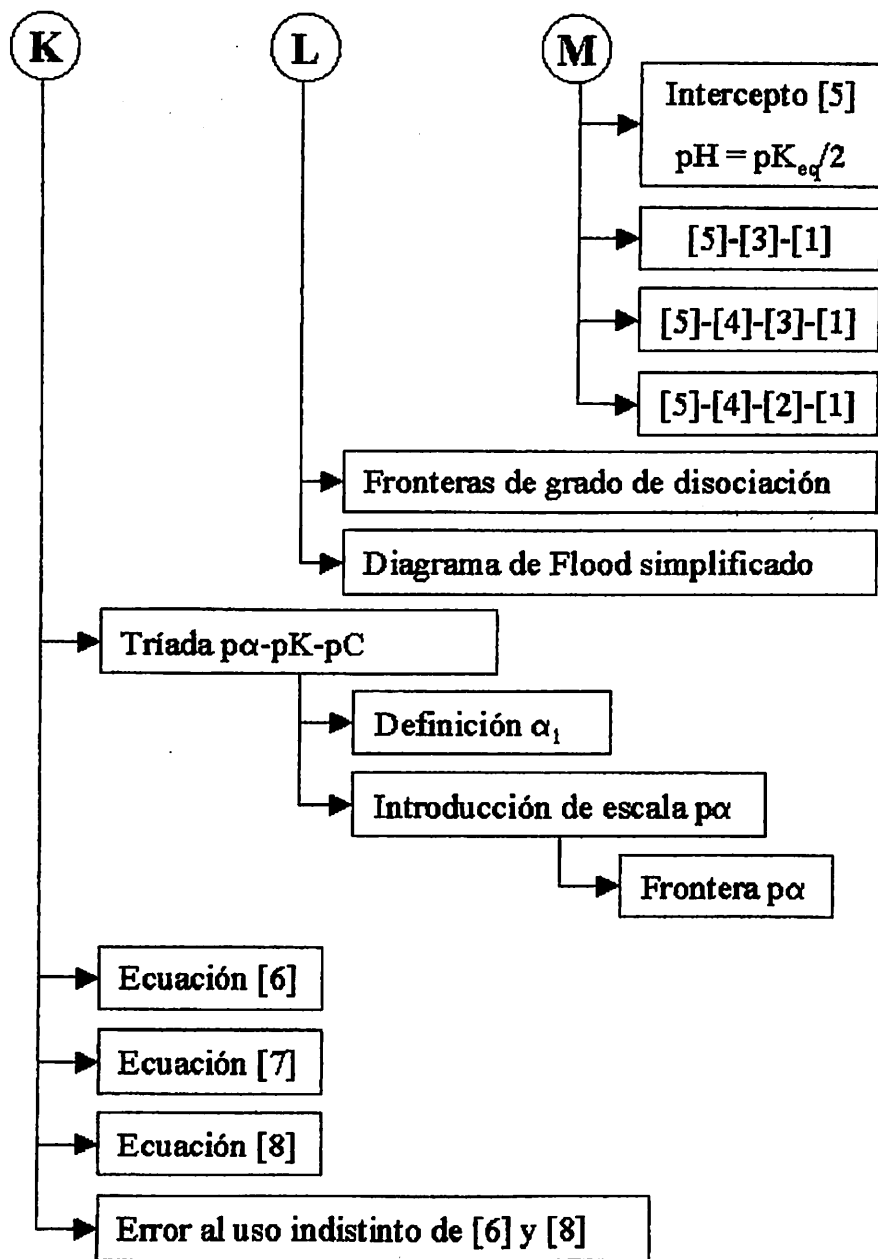 K
L
M
Intercepto [5]
pH = pKeq/2
[5]-[3]-[1]
[5]-[4]-[3]-[1]
[5]-[4]-[2]-[1]
Fronteras de grado de disociación
Diagrama de Flood simplificado
Tríada pα-pK-pC
Definición α₁
Introducción de escala pα
Frontera pα
Ecuación [6]
Ecuación [7]
Ecuación [8]
Error al uso indistinto de [6] y [8]